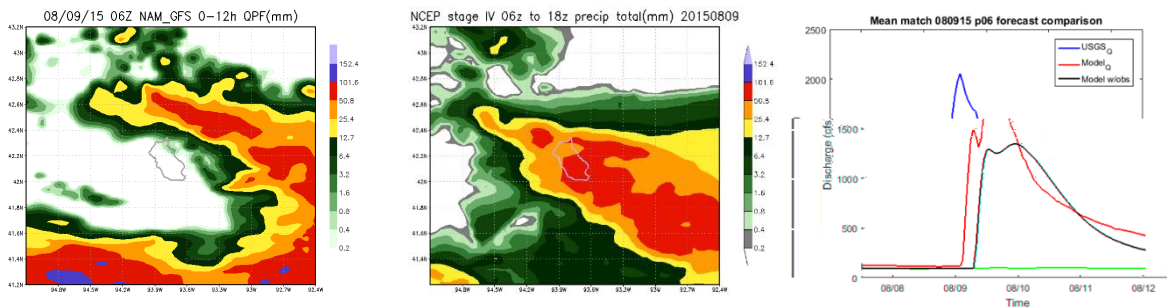 08/09/15 06Z NAM_GFS 0-12h QPF(mm)
43.2N
43N
42.8N
42.6N
42.4N
42.2N
42N
41.8N
41.6N
41.4N
41.2N
94.8W 94.5W 94.2W 93.9W 93.6W 93.3W 93W 92.7W 92.4W
152.4
101.6
50.8
25.4
12.7
6.4
3.2
1.6
0.8
0.4
0.2
NCEP stage IV 06z to 18z precip total(mm) 20150809
43.2N
43N
42.8N
42.6N
42.4N
42.2N
42N
41.8N
41.6N
41.4N
41.2N
94.8W 94.5W 94.2W 93.9W 93.6W 93.3W 93W 92.7W 92.4W
152.4
101.6
50.8
25.4
12.7
6.4
3.2
1.6
0.8
0.4
0.2
Mean match 080915 p06 forecast comparison
USGS_Q
Model_Q
Model w/obs
2500
2000
1500
1000
500
0
Discharge (cfs
08/08 08/09 08/10 08/11 08/12
Time